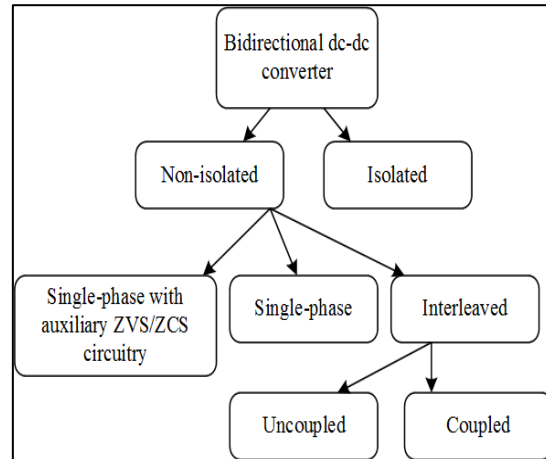 Bidirectional dc-dc
converter
Non-isolated
Isolated
Single-phase with
auxiliary ZVS/ZCS
circuitry
Single-phase
Interleaved
Uncoupled
Coupled